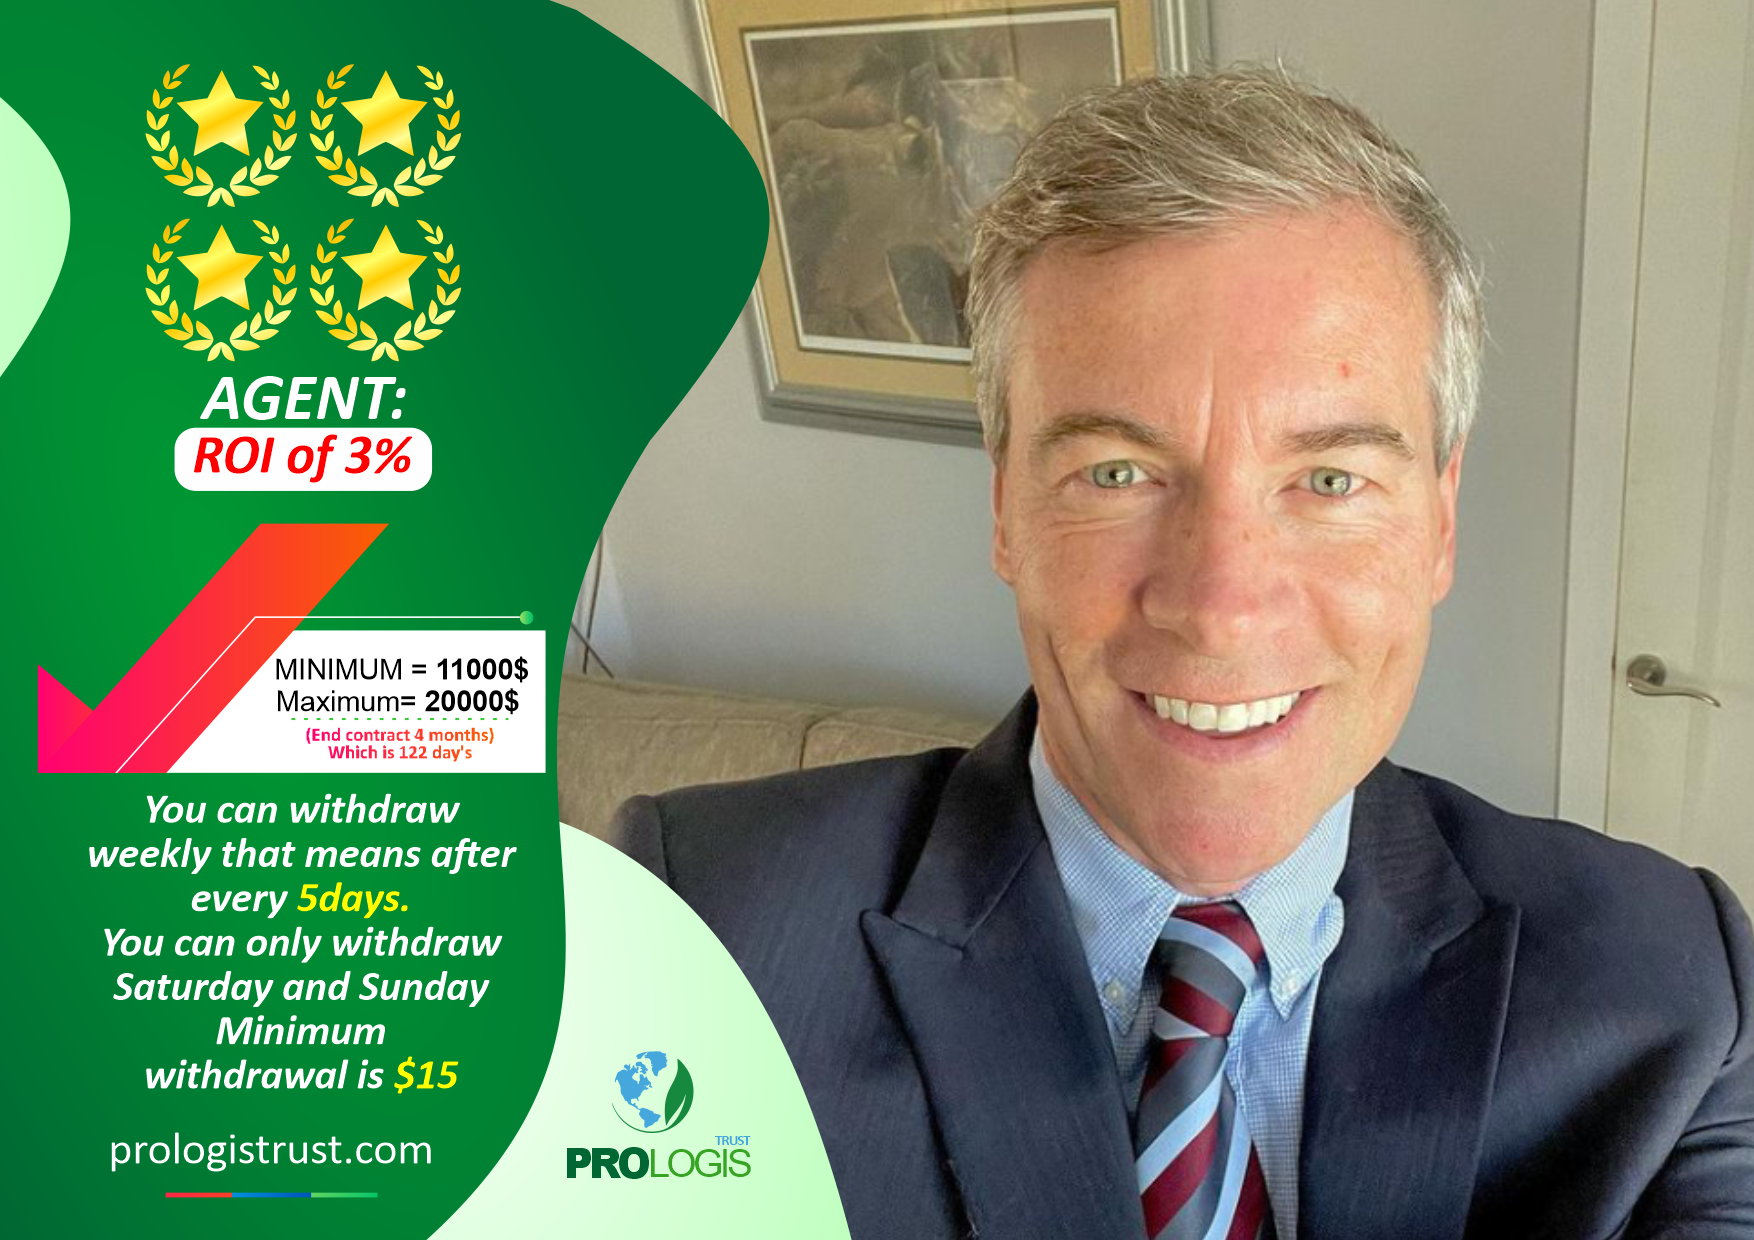 AGENT:
ROI of 3%
MINIMUM = 11000$
Maximum= 20000$
(End contract 4 months)
Which is 122 day's
You can withdraw
weekly that means after
every 5days.
You can only withdraw
Saturday and Sunday
Minimum
withdrawal is $15
prologistrust.com
TRUST
PROLOGIS